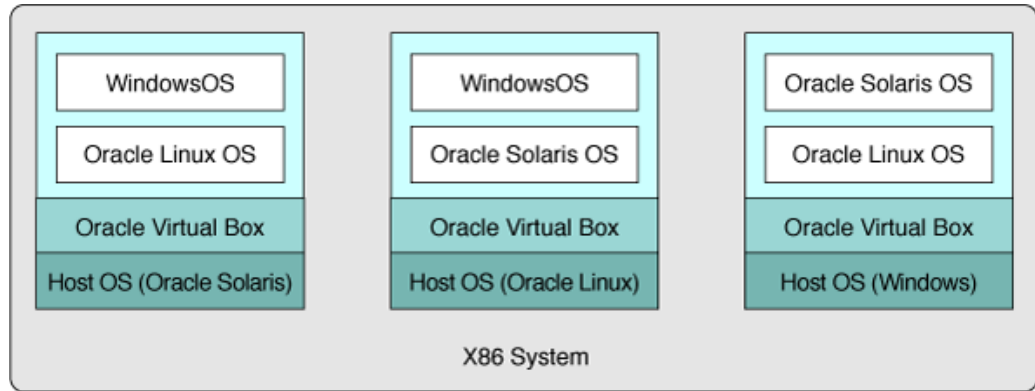 WindowsOS
Oracle Linux OS
Oracle Virtual Box
Host OS (Oracle Solaris)
WindowsOS
Oracle Solaris OS
Oracle Virtual Box
Host OS (Oracle Linux)
Oracle Solaris OS
Oracle Linux OS
Oracle Virtual Box
Host OS (Windows)
X86 System